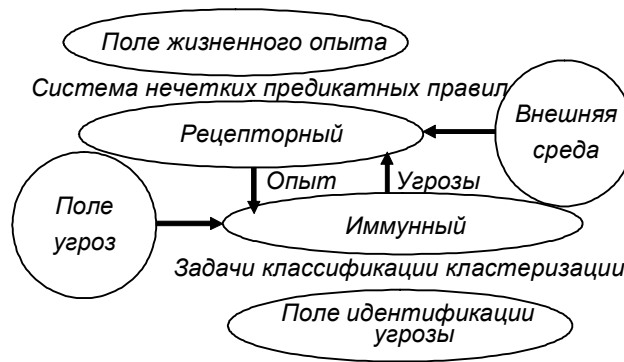 Поле жизненного опыта
Система нечетких предикатных правил
Внешняя
среда
Рецепторный
Опыт
Угрозы
Поле
угроз
Иммунный
Задачи классификации кластеризации
Поле идентификации
угрозы